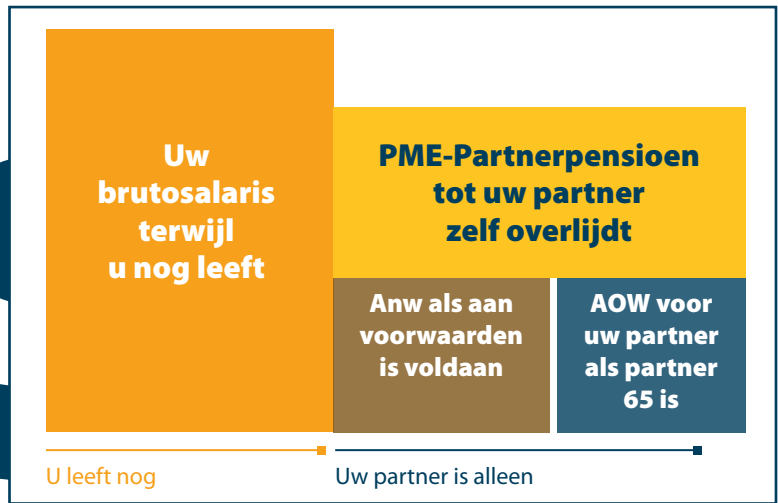 Uw
brutosalaris
terwijl
u nog leeft
PME-Partnerpensioen
tot uw partner
zelf overlijdt
Anw als aan
voorwaarden
is voldaan
AOW voor
uw partner
als partner
65 is
U leeft nog
Uw partner is alleen